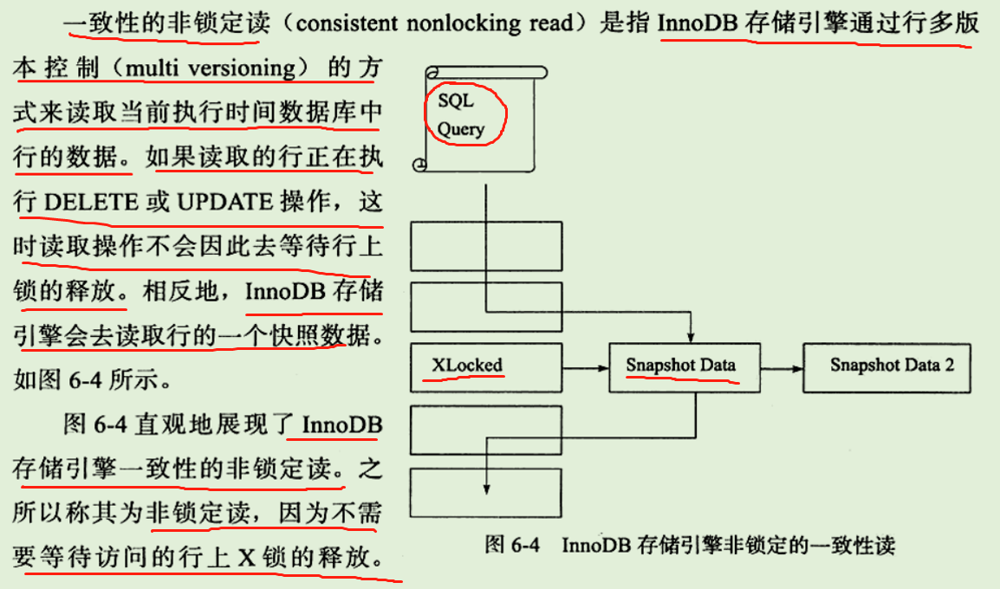 一致性的非锁定读（consistent nonlocking read）是指 InnoDB 存储引擎通过行多版
本控制（multi versioning）的方
式来读取当前执行时间数据库中
行的数据。如果读取的行正在执
行 DELETE 或 UPDATE 操作，这
时读取操作不会因此去等待行上
锁的释放。相反地，InnoDB 存储
引擎会去读取行的一个快照数据。
如图 6-4 所示。
图 6-4 直观地展现了 InnoDB
存储引擎一致性的非锁定读。之
所以称其为非锁定读，因为不需
要等待访问的行上 X 锁的释放。
SQL
Query
XLocked
Snapshot Data
Snapshot Data 2
图 6-4 InnoDB 存储引擎非锁定的一致性读